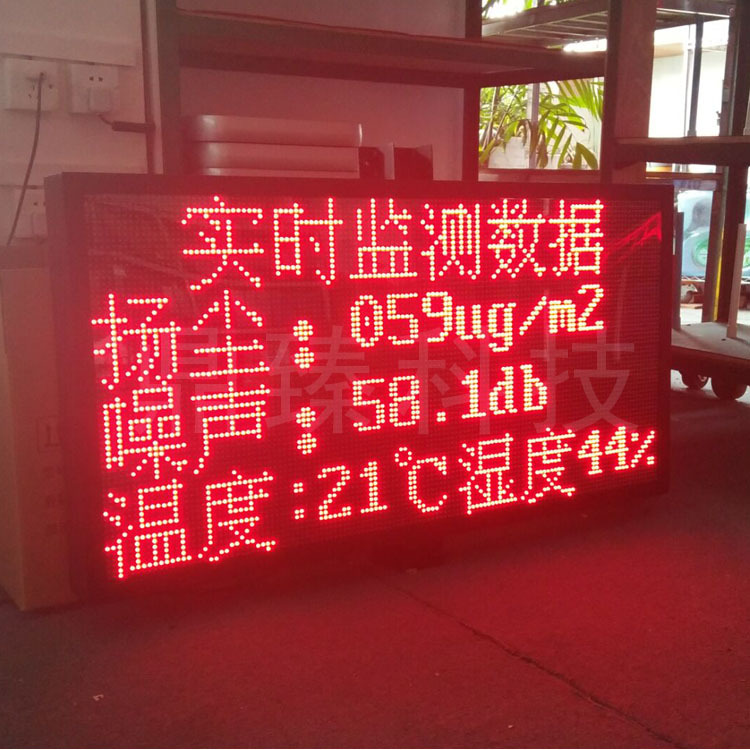 实时监测数据
扬尘:059ug/m2
噪声:58.1db
温度:21℃湿度44%
臻科技